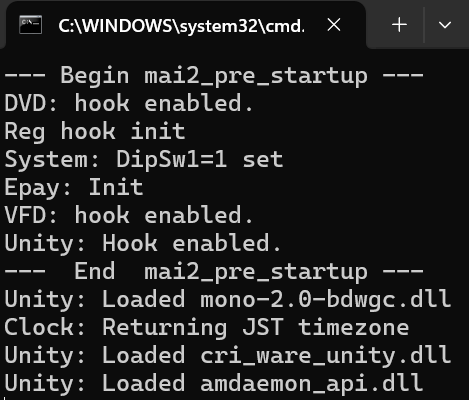 C:\WINDOWS\system32\cmd.
--- Begin mai2_pre_startup ---
DVD: hook enabled.
Reg hook init
System: DipSw1=1 set
Epay: Init
VFD: hook enabled.
Unity: Hook enabled.
---  End  mai2_pre_startup ---
Unity: Loaded mono-2.0-bdwgc.dll
Clock: Returning JST timezone
Unity: Loaded cri_ware_unity.dll
Unity: Loaded amdaemon_api.dll